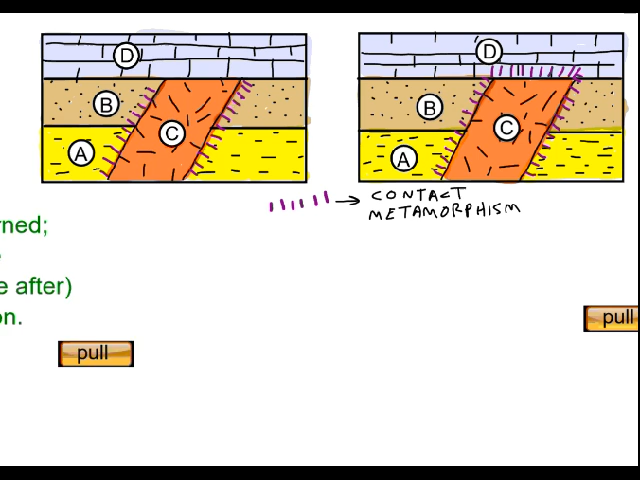 D
B
C
A
D
B
C
A
CONTACT
METAMORPHISM
rned;
e after)
on.
pull
pull